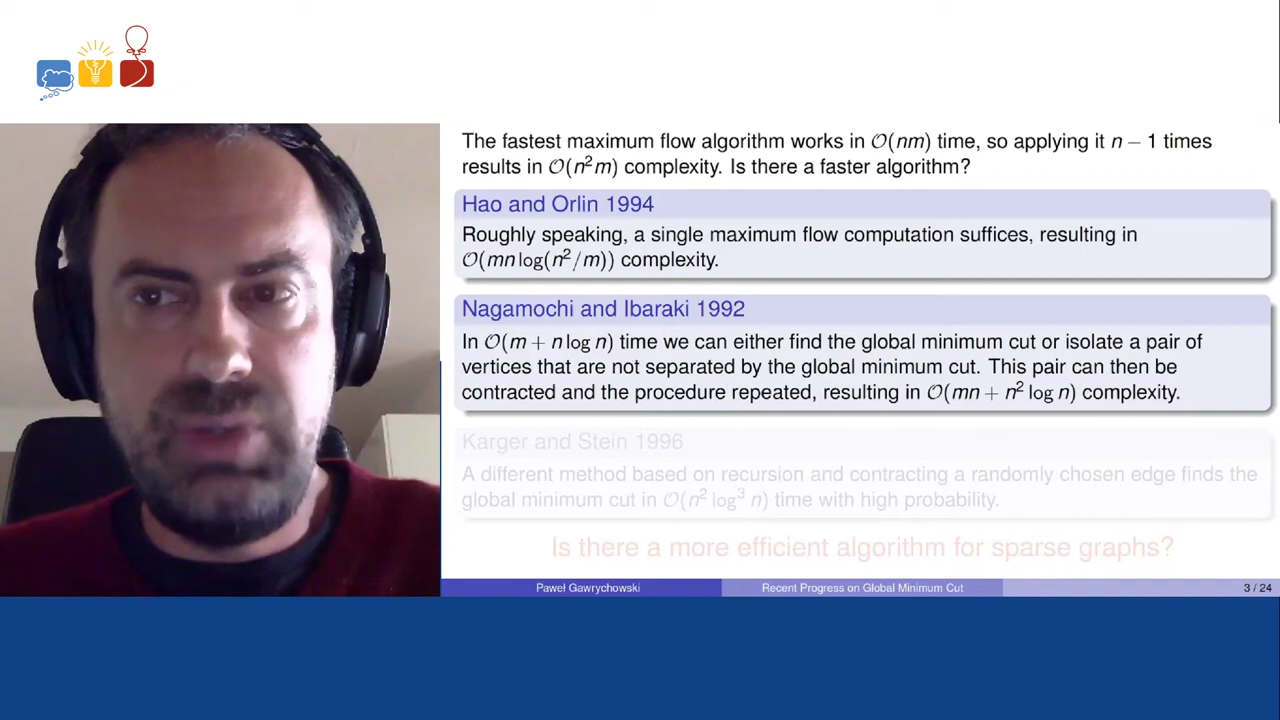 The fastest maximum flow algorithm works in O(nm) time, so applying it n − 1 times
results in O(n²m) complexity. Is there a faster algorithm?
Hao and Orlin 1994
Roughly speaking, a single maximum flow computation suffices, resulting in
O(mn log(n²/m)) complexity.
Nagamochi and Ibaraki 1992
In O(m + n log n) time we can either find the global minimum cut or isolate a pair of
vertices that are not separated by the global minimum cut. This pair can then be
contracted and the procedure repeated, resulting in O(mn + n² log n) complexity.
Karger and Stein 1996
A different method based on recursion and contracting a randomly chosen edge finds the
global minimum cut in O(n² log³ n) time with high probability.
Is there a more efficient algorithm for sparse graphs?
Paweł Gawrychowski Recent Progress on Global Minimum Cut 3 / 24